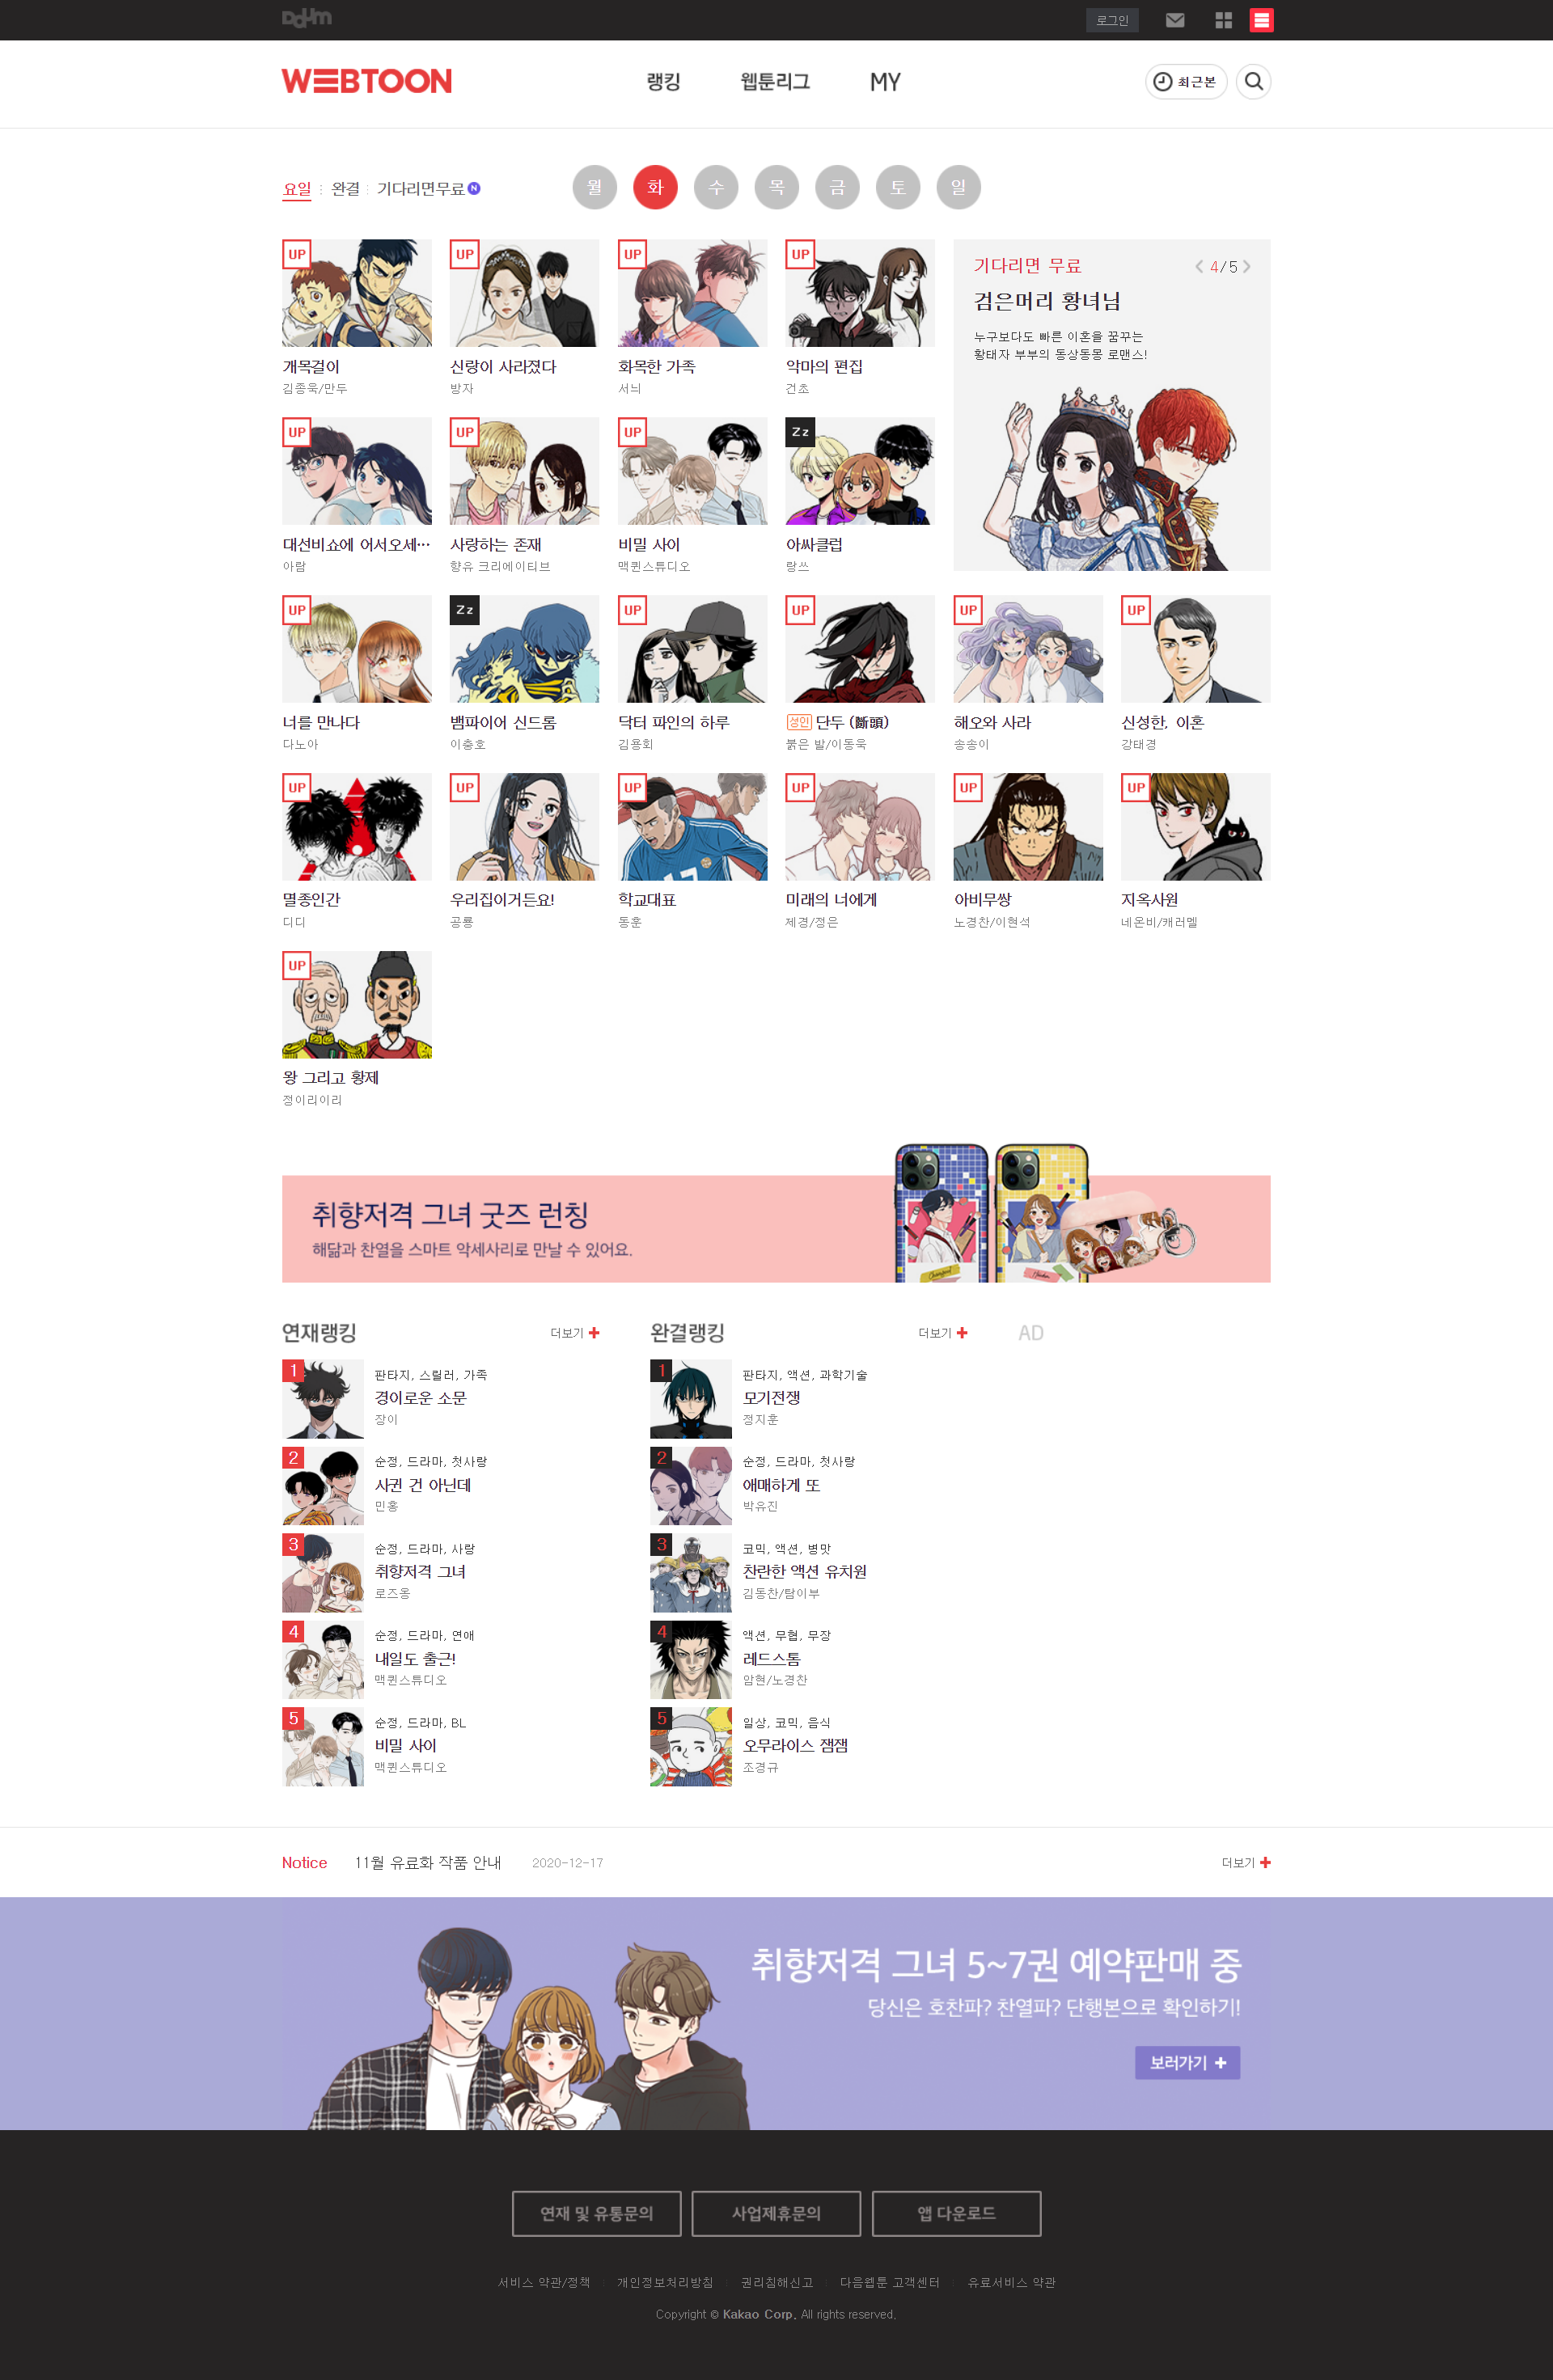 Daum
로그인
WEBTOON
랭킹
웹툰리그
MY
최근본
요일
완결
기다리면무료 N
월
화
수
목
금
토
일
UP
UP
UP
UP
개목걸이
김종욱/만두
신랑이 사라졌다
방자
화목한 가족
서늬
악마의 편집
건초
기다리면 무료
4/5
검은머리 황녀님
누구보다도 빠른 이혼을 꿈꾸는
황태자 부부의 동상동몽 로맨스!
UP
UP
UP
Zz
대선비쇼에 어서오세…
아람
사랑하는 존재
향유 크리에이티브
비밀 사이
맥퀸스튜디오
아싸클럽
랑쓰
UP
Zz
UP
UP
UP
UP
너를 만나다
다노아
뱀파이어 신드롬
이충호
닥터 파인의 하루
김용회
성인 단두 (斷頭)
붉은 발/이동욱
해오와 사라
송송이
신성한, 이혼
강태경
UP
UP
UP
UP
UP
UP
멸종인간
디디
우리집이거든요!
공룡
학교대표
동훈
미래의 너에게
제경/정은
아비무쌍
노경찬/이현석
지옥사원
네온비/캐러멜
UP
왕 그리고 황제
정이리이리
취향저격 그녀 굿즈 런칭
해닮과 찬열을 스마트 악세사리로 만날 수 있어요.
연재랭킹
더보기
1
판타지, 스릴러, 가족
경이로운 소문
장이
2
순정, 드라마, 첫사랑
사귄 건 아닌데
민홍
3
순정, 드라마, 사랑
취향저격 그녀
로즈옹
4
순정, 드라마, 연애
내일도 출근!
맥퀸스튜디오
5
순정, 드라마, BL
비밀 사이
맥퀸스튜디오
완결랭킹
더보기
1
판타지, 액션, 과학기술
모기전쟁
정지훈
2
순정, 드라마, 첫사랑
애매하게 또
박유진
3
코믹, 액션, 병맛
찬란한 액션 유치원
김동찬/탐이부
4
액션, 무협, 무장
레드스톰
암현/노경찬
5
일상, 코믹, 음식
오무라이스 잼잼
조경규
AD
Notice
11월 유료화 작품 안내
2020-12-17
더보기
취향저격 그녀 5~7권 예약판매 중
당신은 호찬파? 찬열파? 단행본으로 확인하기!
보러가기
연재 및 유통문의
사업제휴문의
앱 다운로드
서비스 약관/정책
개인정보처리방침
권리침해신고
다음웹툰 고객센터
유료서비스 약관
Copyright © Kakao Corp. All rights reserved.